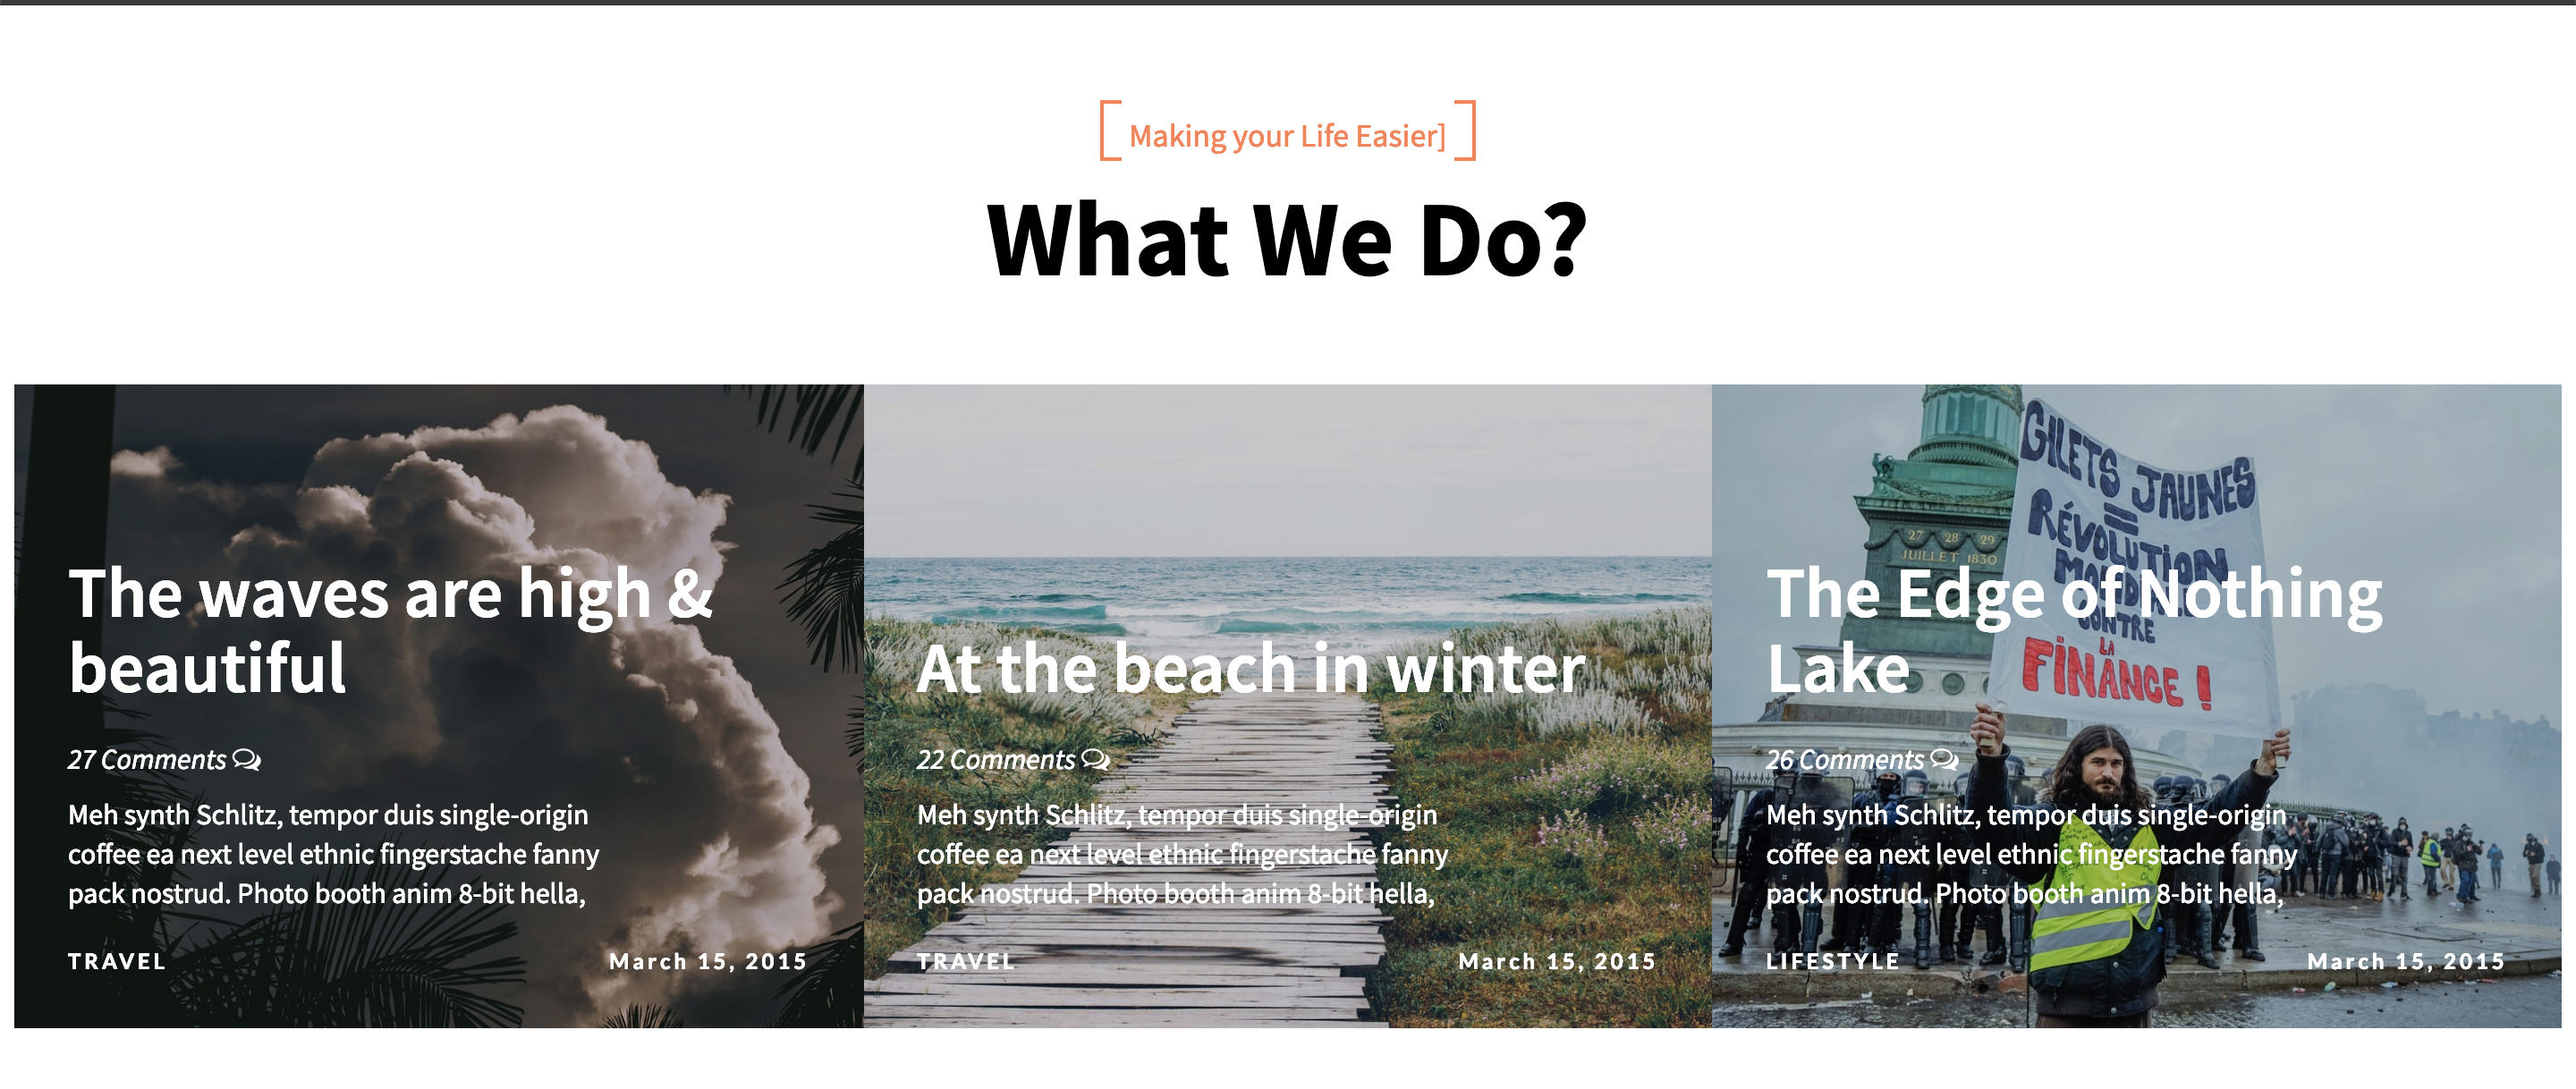 Making your Life Easier]
What We Do?
The waves are high &
beautiful
27 Comments
Meh synth Schlitz, tempor duis single-origin
coffee ea next level ethnic fingerstache fanny
pack nostrud. Photo booth anim 8-bit hella,
TRAVEL
March 15, 2015
At the beach in winter
22 Comments
Meh synth Schlitz, tempor duis single-origin
coffee ea next level ethnic fingerstache fanny
pack nostrud. Photo booth anim 8-bit hella,
TRAVEL
March 15, 2015
GILETS JAUNES
=
RÉVOLUTION
CONTRE
LA
FINANCE !
27 28 29
JUILLET 1830
The Edge of Nothing
Lake
26 Comments
Meh synth Schlitz, tempor duis single-origin
coffee ea next level ethnic fingerstache fanny
pack nostrud. Photo booth anim 8-bit hella,
LIFESTYLE
March 15, 2015